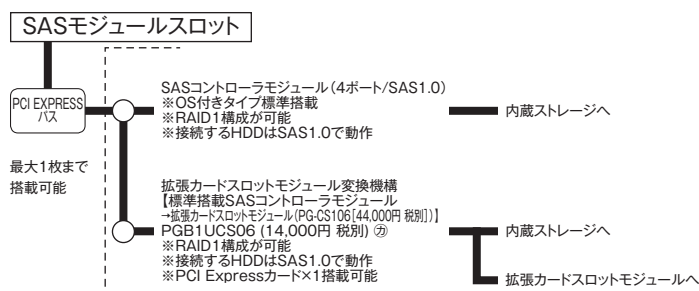 SASモジュールスロット
PCI EXPRESS
バス
最大1枚まで
搭載可能
SASコントローラモジュール(4ポート/SAS1.0)
※OS付きタイプ標準搭載
※RAID1構成が可能
※接続するHDDはSAS1.0で動作
内蔵ストレージへ
拡張カードスロットモジュール変換機構
【標準搭載SASコントロールモジュール
→拡張カードスロットモジュール(PG-CS106[44,000円 税別])】
PGB1UCS06 (14,000円 税別) ㋕
※RAID1構成が可能
※接続するHDDはSAS1.0で動作
※PCI Expressカード×1搭載可能
内蔵ストレージへ
拡張カードスロットモジュールへ